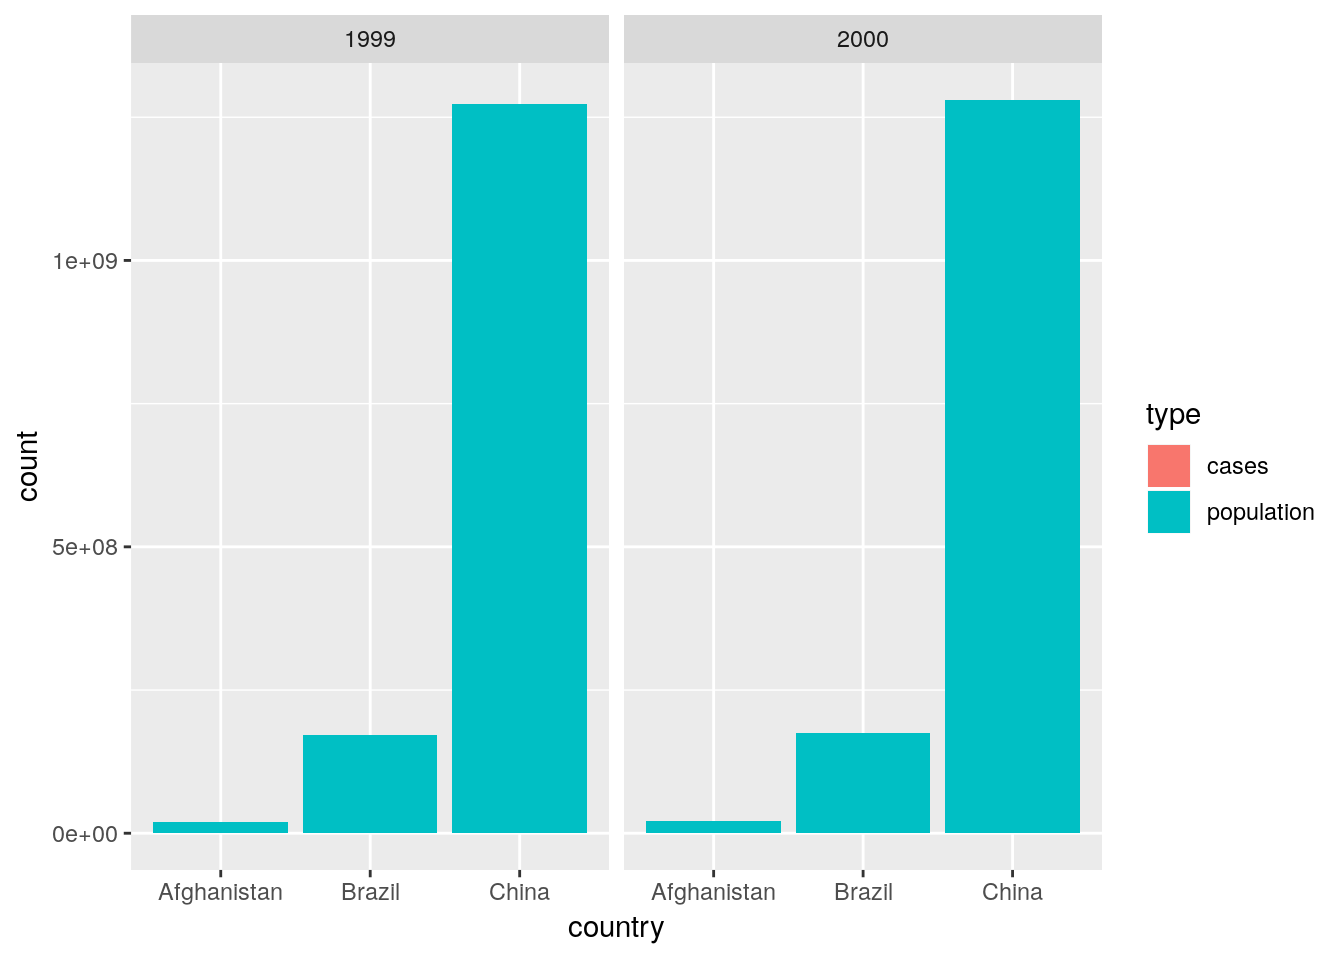 1999
2000
count
1e+09
5e+08
0e+00
Afghanistan
Brazil
China
Afghanistan
Brazil
China
country
type
cases
population